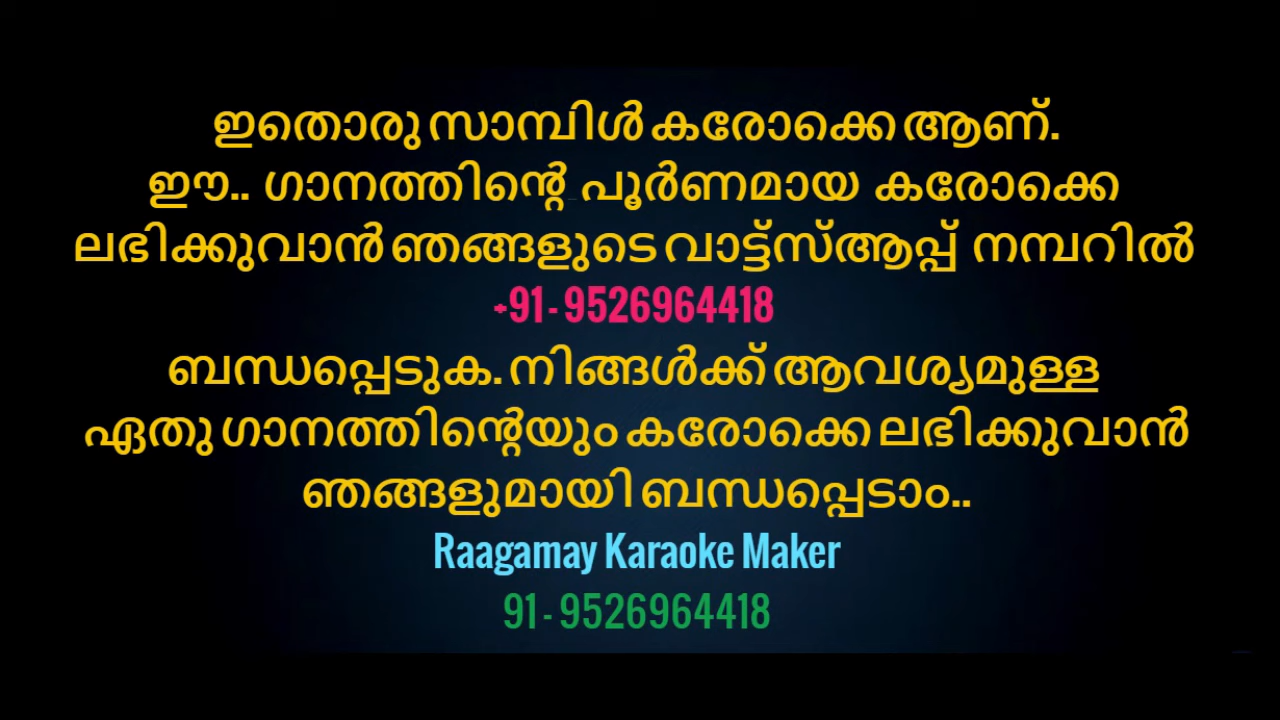 ഇതൊരു സാമ്പിൾ കരോക്കെ ആണ്.
ഈ.. ഗാനത്തിന്റെ പൂർണമായ കരോക്കെ
ലഭിക്കുവാൻ ഞങ്ങളുടെ വാട്ട്സ്ആപ്പ് നമ്പറിൽ
+91- 9526964418
ബന്ധപ്പെടുക. നിങ്ങൾക്ക് ആവശ്യമുള്ള
ഏതു ഗാനത്തിന്റെയും കരോക്കെ ലഭിക്കുവാൻ
ഞങ്ങളുമായി ബന്ധപ്പെടാം..
Raagamay Karaoke Maker
91 - 9526964418